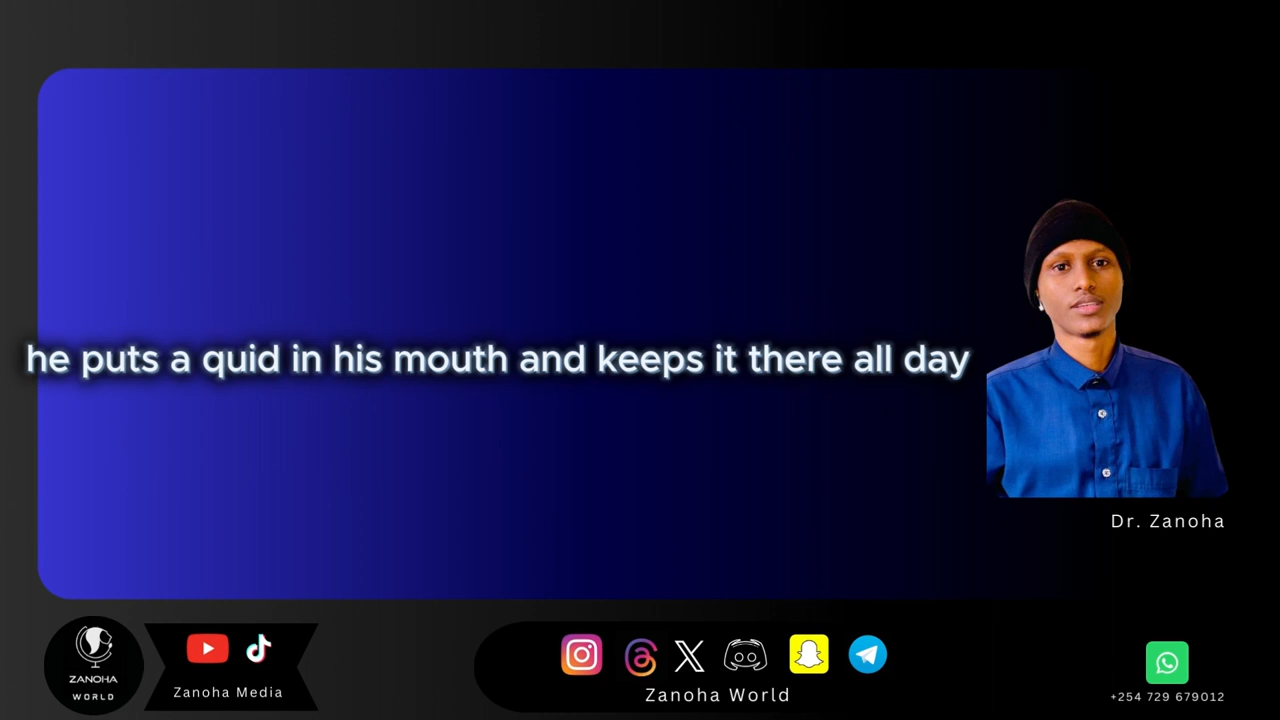 he puts a quid in his mouth and keeps it there all day
Dr. Zanoha
ZANOHA
WORLD
Zanoha Media
Zanoha World
+254 729 679012